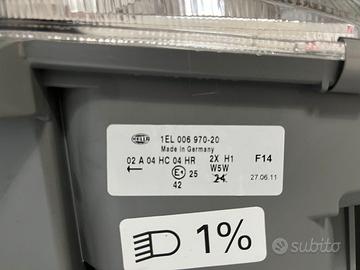 HELLA
1EL 006 970-20
Made in Germany
02 A 04 HC 04 HR 2X H1 F14
W5W
E1 25 24 27.06.11
42
1%
subito